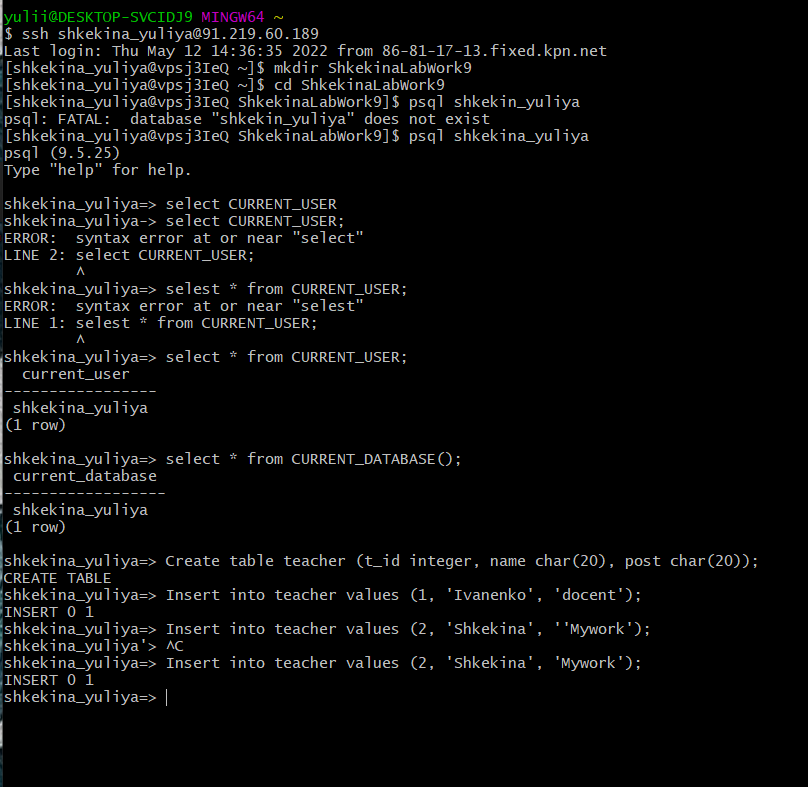 yulii@DESKTOP-SVCIDJ9 MINGW64 ~
$ ssh shkekina_yuliya@91.219.60.189
Last login: Thu May 12 14:36:35 2022 from 86-81-17-13.fixed.kpn.net
[shkekina_yuliya@vpsj3IeQ ~]$ mkdir ShkekinaLabWork9
[shkekina_yuliya@vpsj3IeQ ~]$ cd ShkekinaLabWork9
[shkekina_yuliya@vpsj3IeQ ShkekinaLabWork9]$ psql shkekin_yuliya
psql: FATAL:  database "shkekin_yuliya" does not exist
[shkekina_yuliya@vpsj3IeQ ShkekinaLabWork9]$ psql shkekina_yuliya
psql (9.5.25)
Type "help" for help.

shkekina_yuliya=> select CURRENT_USER
shkekina_yuliya-> select CURRENT_USER;
ERROR:  syntax error at or near "select"
LINE 2: select CURRENT_USER;
        ^
shkekina_yuliya=> selest * from CURRENT_USER;
ERROR:  syntax error at or near "selest"
LINE 1: selest * from CURRENT_USER;
        ^
shkekina_yuliya=> select * from CURRENT_USER;
  current_user
-----------------
 shkekina_yuliya
(1 row)

shkekina_yuliya=> select * from CURRENT_DATABASE();
 current_database
------------------
 shkekina_yuliya
(1 row)

shkekina_yuliya=> Create table teacher (t_id integer, name char(20), post char(20));
CREATE TABLE
shkekina_yuliya=> Insert into teacher values (1, 'Ivanenko', 'docent');
INSERT 0 1
shkekina_yuliya=> Insert into teacher values (2, 'Shkekina', ''Mywork');
shkekina_yuliya'> ^C
shkekina_yuliya=> Insert into teacher values (2, 'Shkekina', 'Mywork');
INSERT 0 1
shkekina_yuliya=>